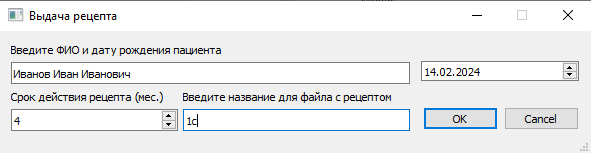 Выдача рецепта
Введите ФИО и дату рождения пациента
Иванов Иван Иванович
14.02.2024
Срок действия рецепта (мес.) Введите название для файла с рецептом
4 1с OK Cancel